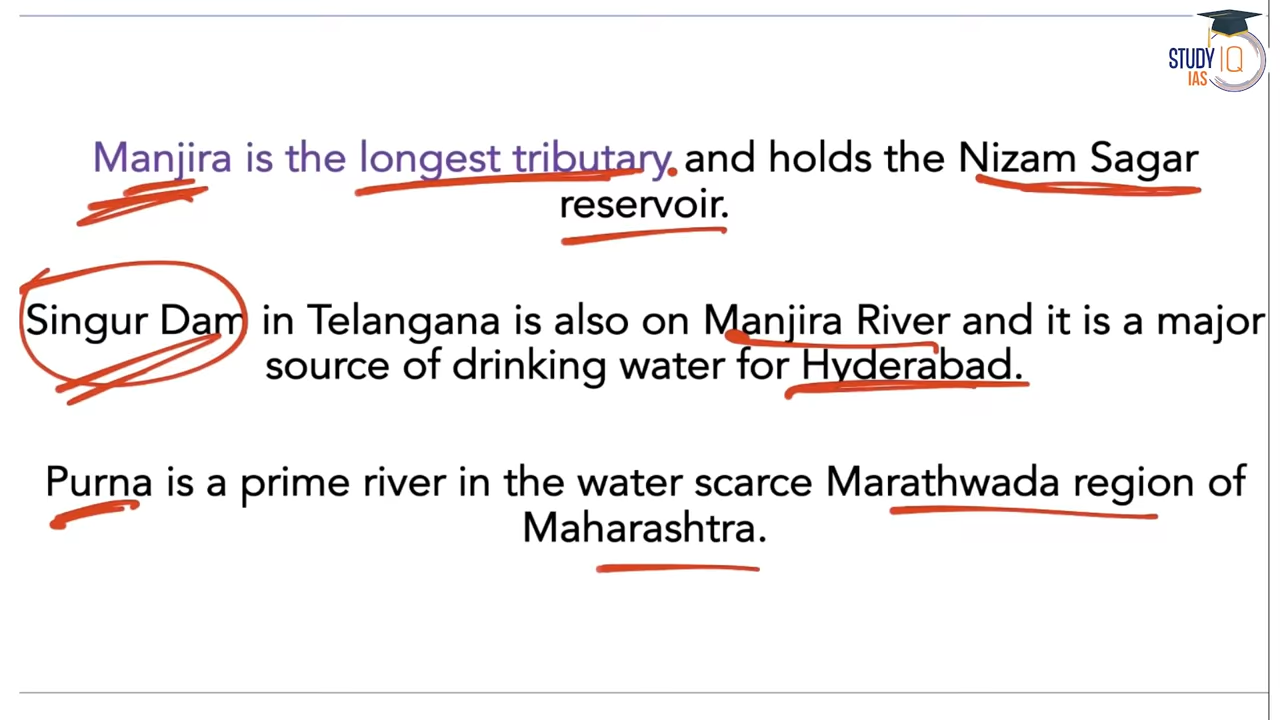 STUDY IQ
IAS
Manjira is the longest tributary. and holds the Nizam Sagar
reservoir.
Singur Dam in Telangana is also on Manjira River and it is a major
source of drinking water for Hyderabad.
Purna is a prime river in the water scarce Marathwada region of
Maharashtra.